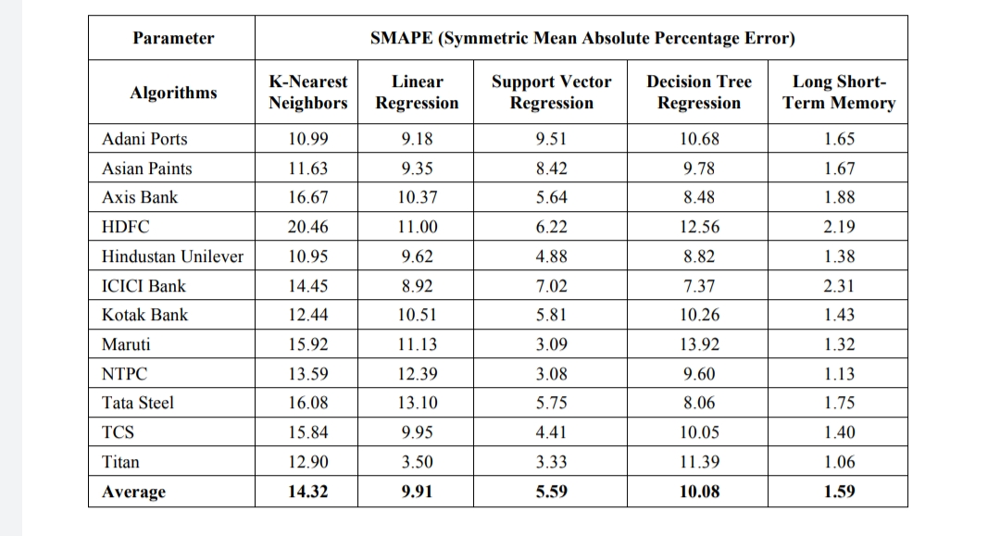 Parameter SMAPE (Symmetric Mean Absolute Percentage Error)
Algorithms K-Nearest Neighbors Linear Regression Support Vector Regression Decision Tree Regression Long Short-Term Memory
Adani Ports 10.99 9.18 9.51 10.68 1.65
Asian Paints 11.63 9.35 8.42 9.78 1.67
Axis Bank 16.67 10.37 5.64 8.48 1.88
HDFC 20.46 11.00 6.22 12.56 2.19
Hindustan Unilever 10.95 9.62 4.88 8.82 1.38
ICICI Bank 14.45 8.92 7.02 7.37 2.31
Kotak Bank 12.44 10.51 5.81 10.26 1.43
Maruti 15.92 11.13 3.09 13.92 1.32
NTPC 13.59 12.39 3.08 9.60 1.13
Tata Steel 16.08 13.10 5.75 8.06 1.75
TCS 15.84 9.95 4.41 10.05 1.40
Titan 12.90 3.50 3.33 11.39 1.06
Average 14.32 9.91 5.59 10.08 1.59